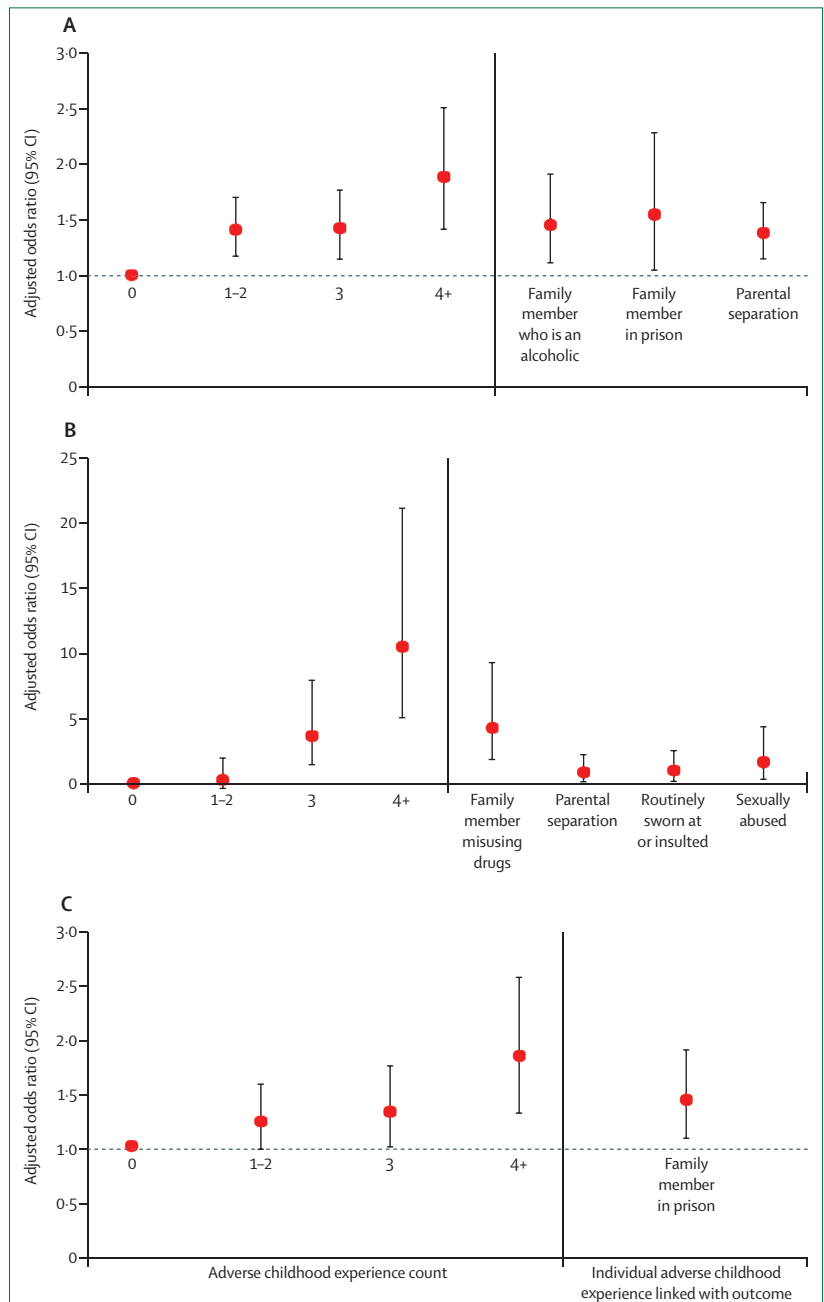 A
Adjusted odds ratio (95% CI)
3·0
2·5
2·0
1·5
1·0
0·5
0
0
1–2
3
4+
Family
member
who is an
alcoholic
Family
member
in prison
Parental
separation
B
Adjusted odds ratio (95% CI)
25
20
15
10
5
0
0
1–2
3
4+
Family
member
misusing
drugs
Parental
separation
Routinely
sworn at
or insulted
Sexually
abused
C
Adjusted odds ratio (95% CI)
3·0
2·5
2·0
1·5
1·0
0·5
0
0
1–2
3
4+
Family
member
in prison
Adverse childhood experience count
Individual adverse childhood
experience linked with outcome